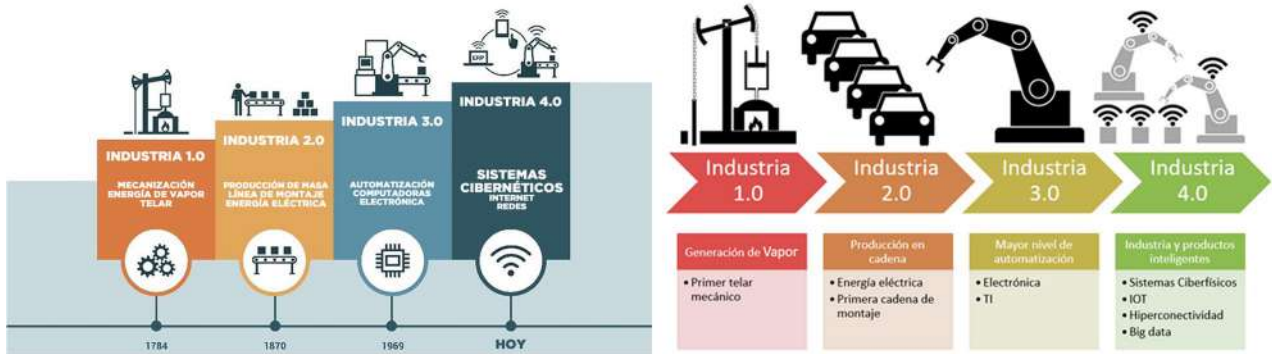 ERP
INDUSTRIA 1.0
MECANIZACIÓN
ENERGÍA DE VAPOR
TELAR
INDUSTRIA 2.0
PRODUCCIÓN DE MASA
LÍNEA DE MONTAJE
ENERGÍA ELÉCTRICA
INDUSTRIA 3.0
AUTOMATIZACIÓN
COMPUTADORAS
ELECTRÓNICA
INDUSTRIA 4.0
SISTEMAS
CIBERNÉTICOS
INTERNET
REDES
1784
1870
1969
HOY
Industria
1.0
Industria
2.0
Industria
3.0
Industria
4.0
Generación de Vapor
• Primer telar
mecánico
Producción en
cadena
• Energía eléctrica
• Primera cadena de
montaje
Mayor nivel de
automatización
• Electrónica
• TI
Industria y productos
inteligentes
• Sistemas Ciberfísicos
• IOT
• Hiperconectividad
• Big data